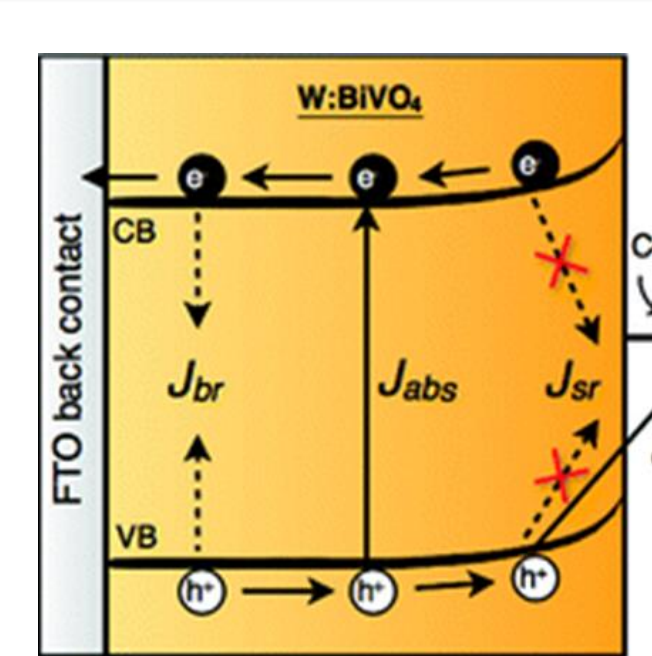 W:BiVO₄
e⁻
e⁻
e⁻
CB
FTO back contact
J_br
J_abs
J_sr
VB
h⁺
h⁺
h⁺
C